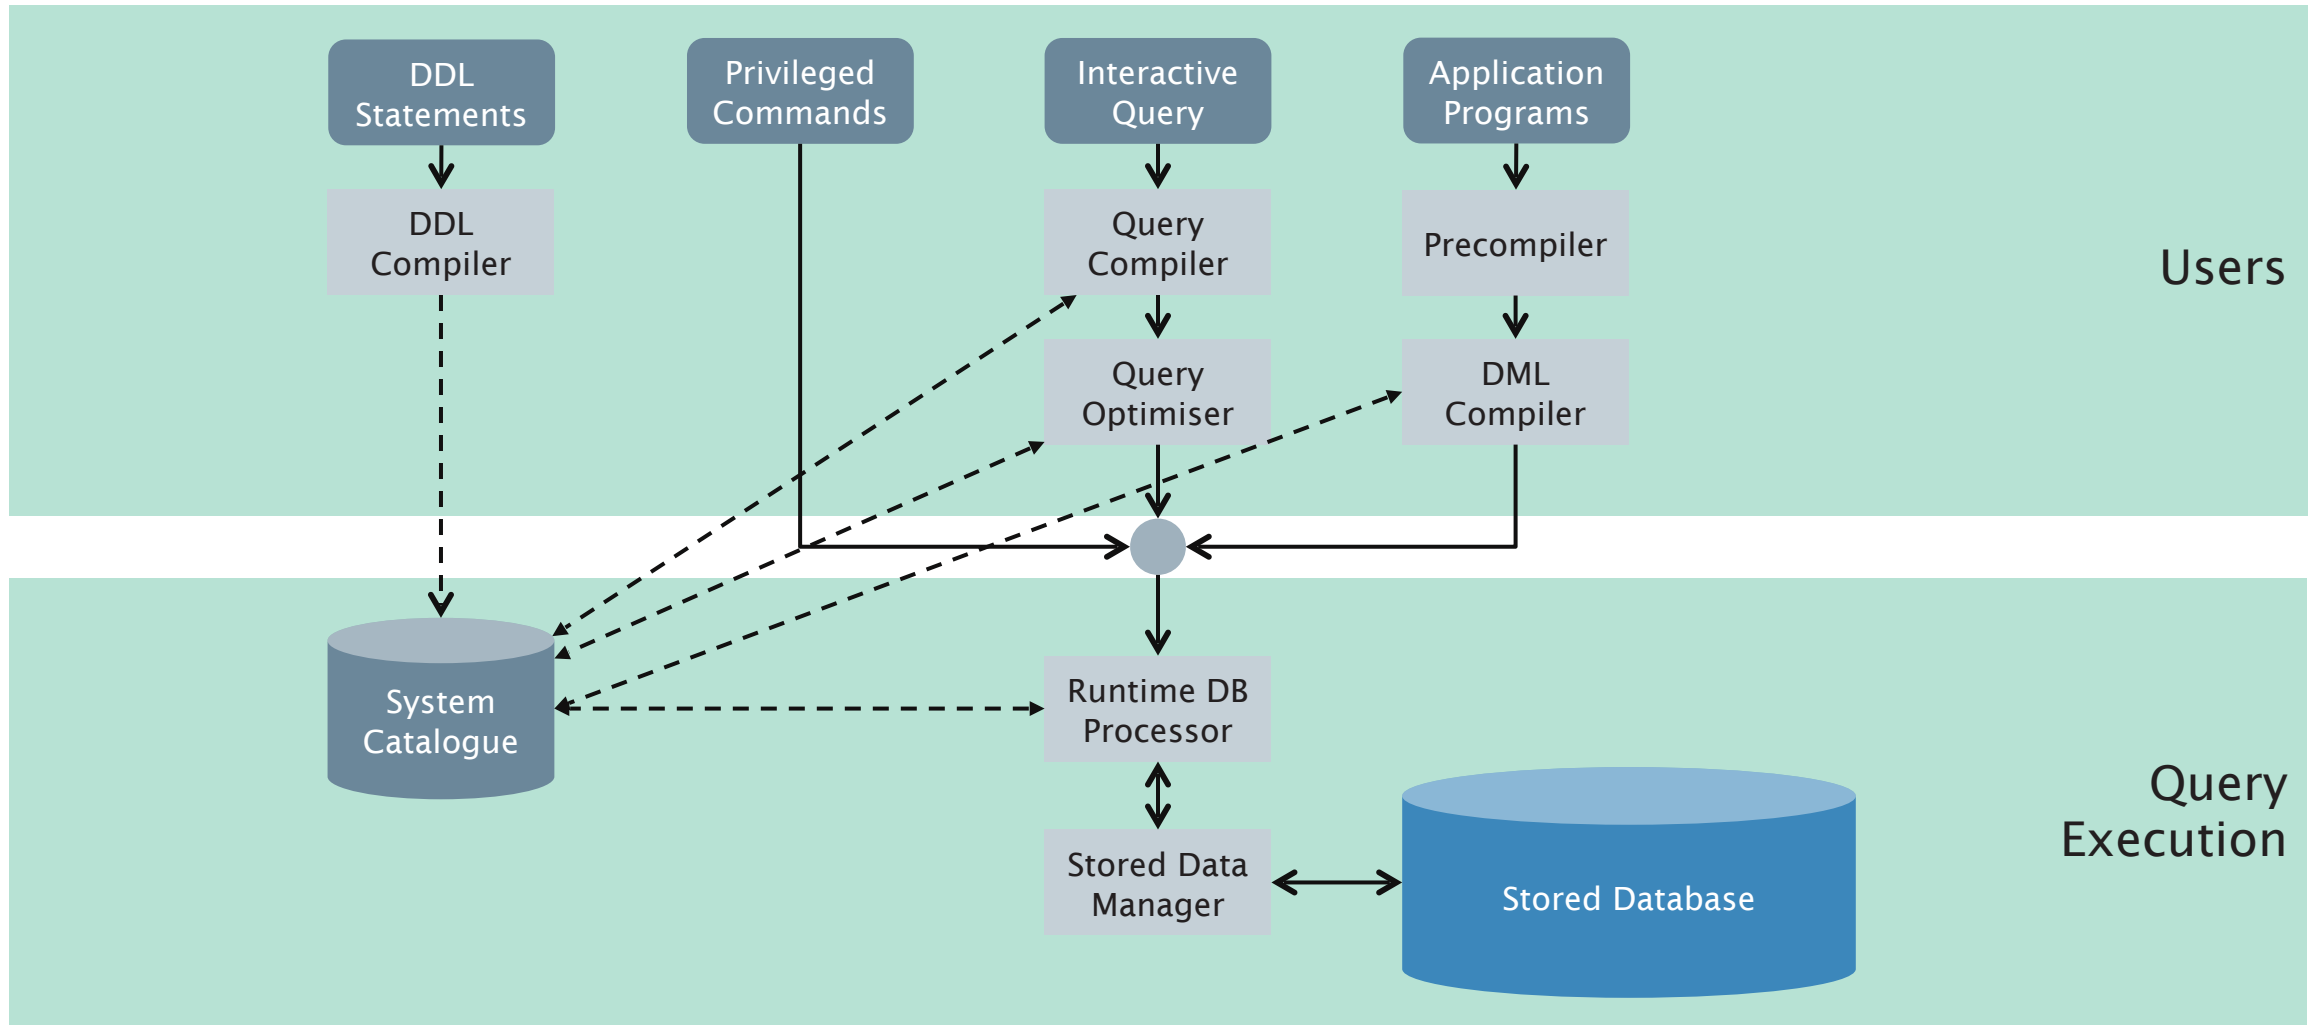 DDL
Statements
Privileged
Commands
Interactive
Query
Application
Programs
DDL
Compiler
Query
Compiler
Precompiler
Users
Query
Optimiser
DML
Compiler
System
Catalogue
Runtime DB
Processor
Query
Execution
Stored Data
Manager
Stored Database